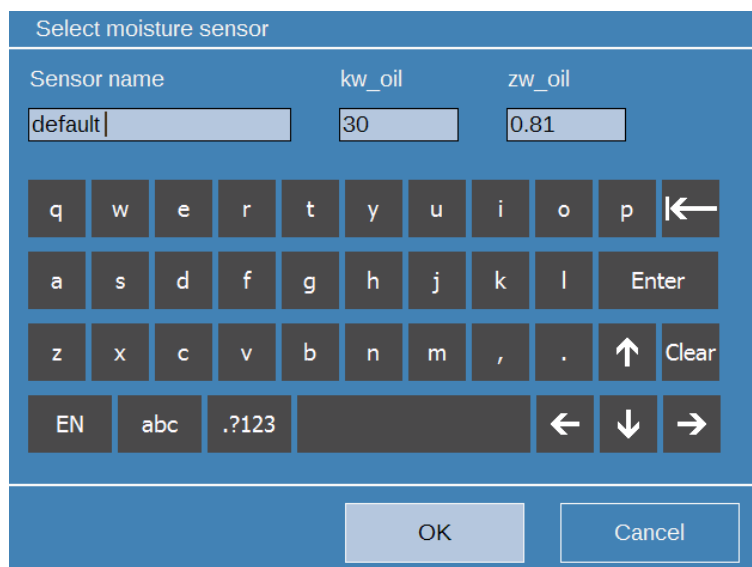 Select moisture sensor
Sensor name kw_oil zw_oil
default 30 0.81
q w e r t y u i o p
a s d f g h j k l Enter
z x c v b n m , . Clear
EN abc .?123
OK Cancel